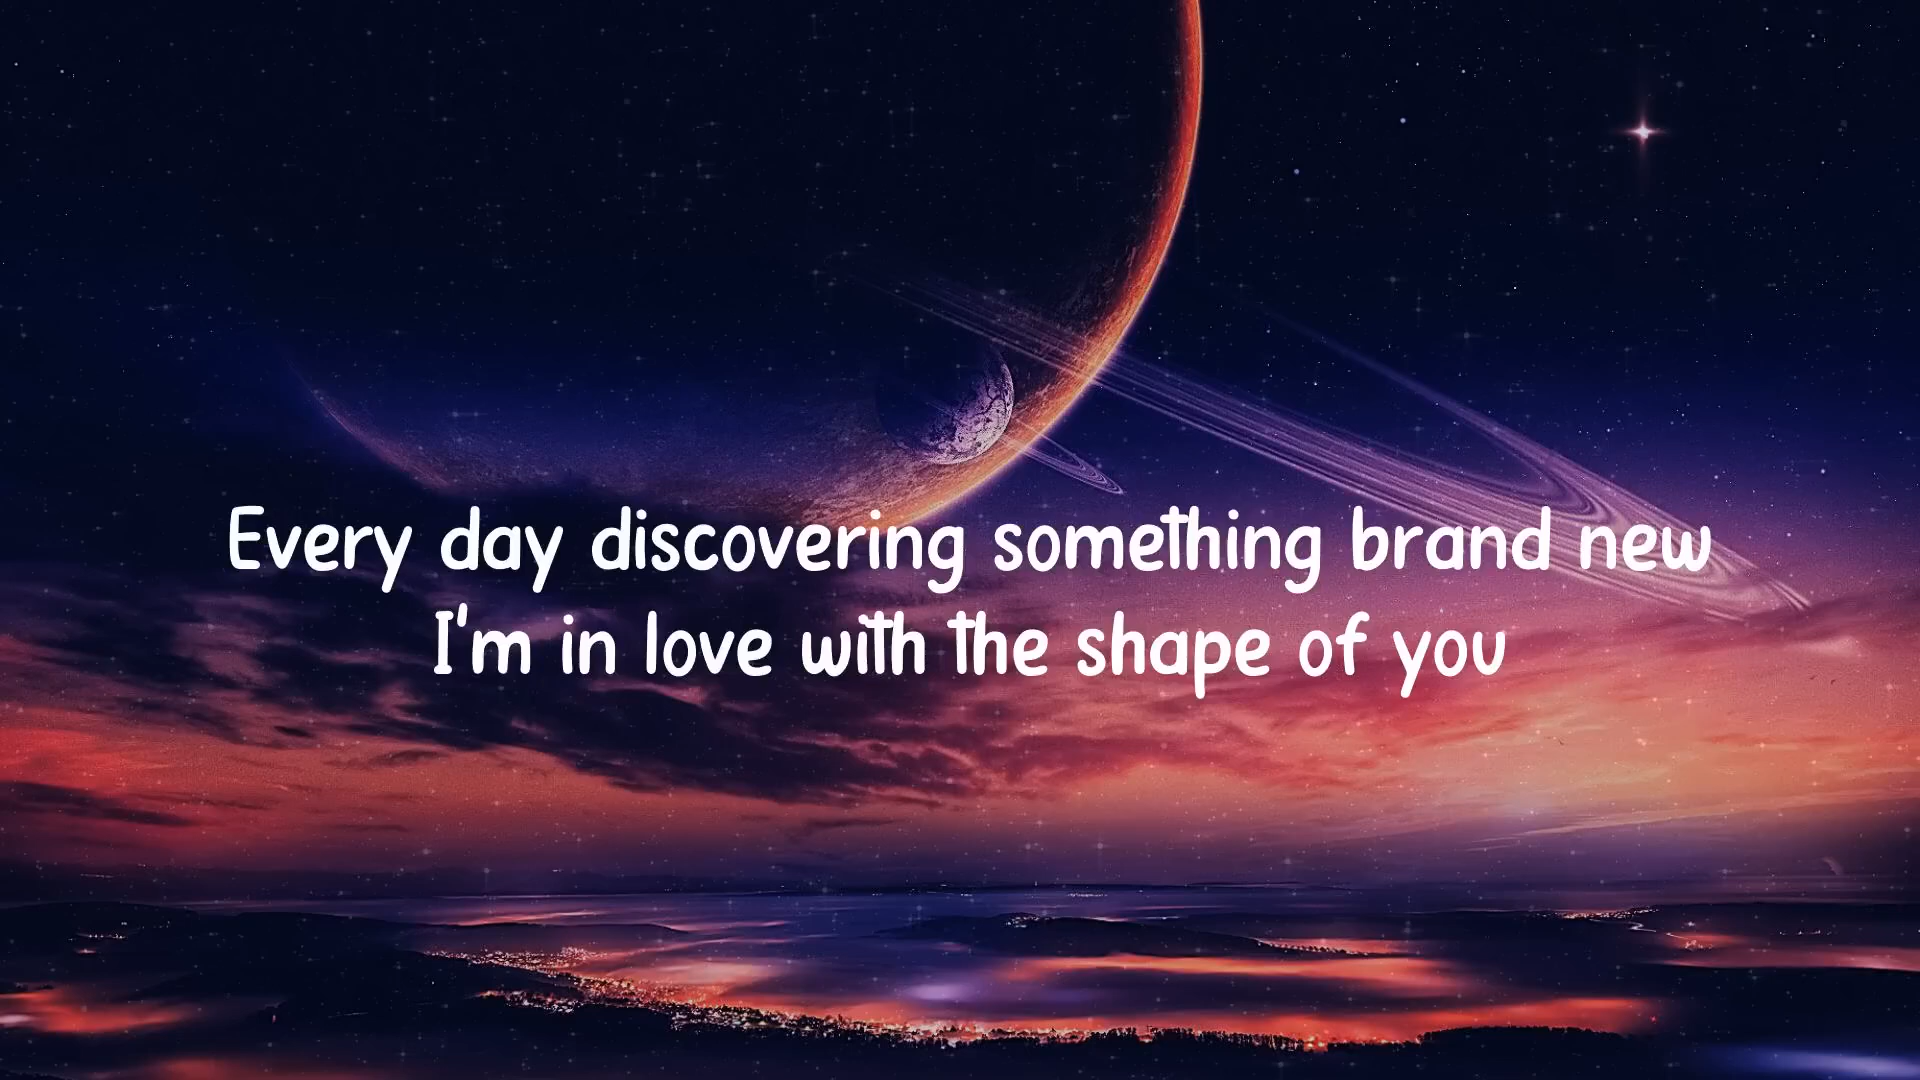 Every day discovering something brand new
I'm in love with the shape of you